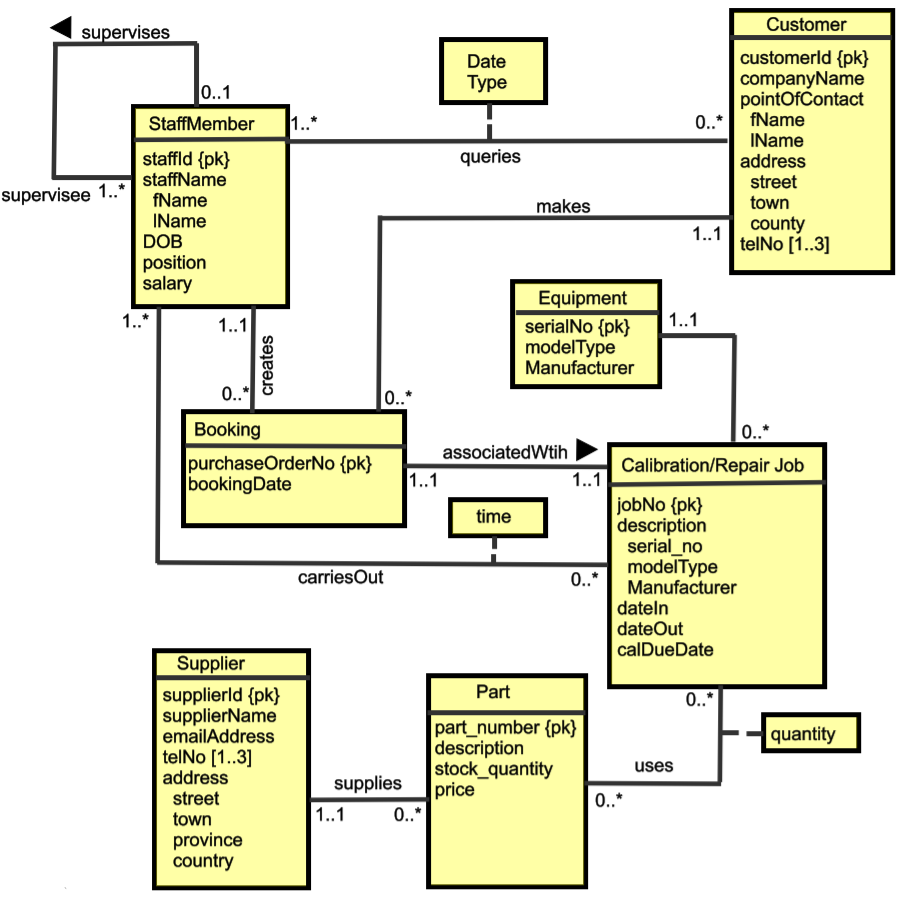 supervises
0..1
StaffMember
staffId {pk}
staffName
fName
lName
DOB
position
salary
supervisee 1..*
1..*
Date
Type
queries
0..*
Customer
customerId {pk}
companyName
pointOfContact
fName
lName
address
street
town
county
telNo [1..3]
makes
1..1
0..*
1..*
1..1
creates
0..*
Equipment
serialNo {pk}
modelType
Manufacturer
1..1
0..*
Booking
purchaseOrderNo {pk}
bookingDate
associatedWtih
1..1
1..1
Calibration/Repair Job
jobNo {pk}
description
serial_no
modelType
Manufacturer
dateIn
dateOut
calDueDate
time
carriesOut
0..*
Supplier
supplierId {pk}
supplierName
emailAddress
telNo [1..3]
address
street
town
province
country
supplies
1..1
0..*
Part
part_number {pk}
description
stock_quantity
price
uses
0..*
0..*
quantity